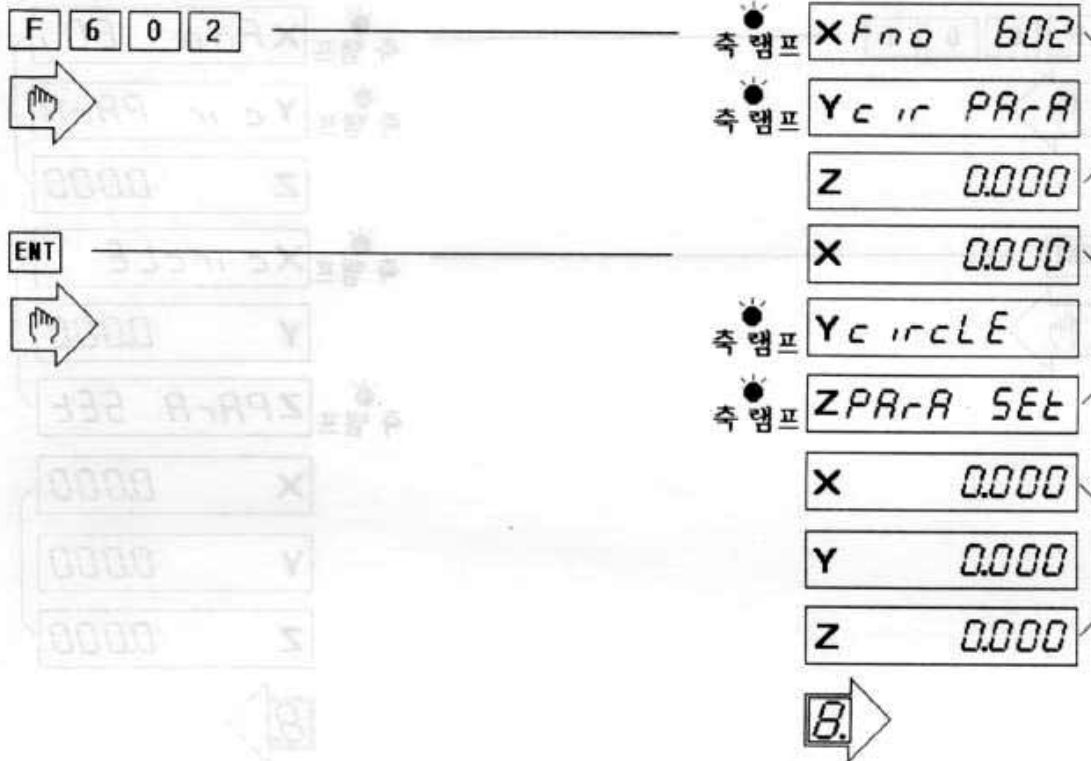 F 6 0 2 축 램프 X Fno 602
축 램프 Y cir PArA
Z 0.000
ENT X 0.000
축 램프 Y circLE
축 램프 Z PArA SEt
X 0.000
Y 0.000
Z 0.000
8.